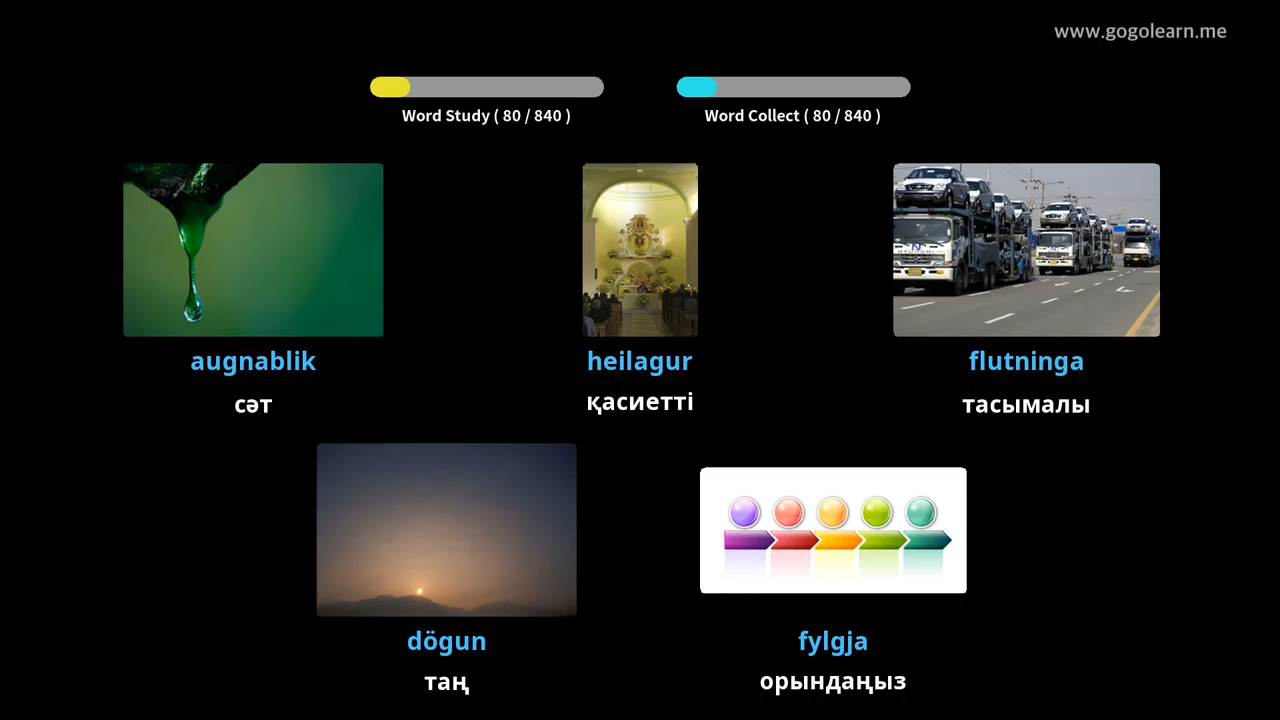 www.gogolearn.me
Word Study ( 80 / 840 )
Word Collect ( 80 / 840 )
augnablik
heilagur
flutninga
сәт
қасиетті
тасымалы
dögun
fylgja
таң
орындаңыз